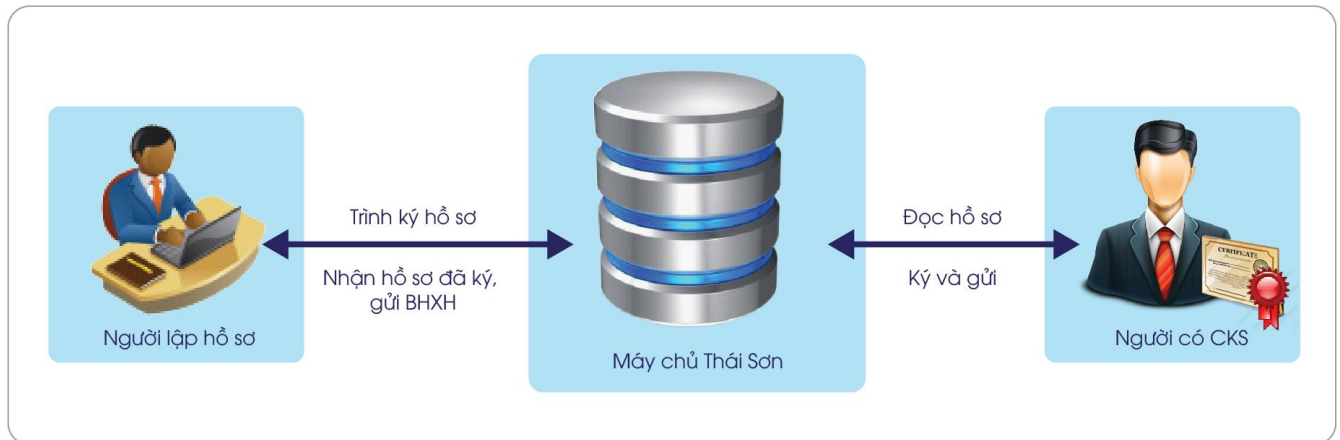 Trình ký hồ sơ
Nhận hồ sơ đã ký,
gửi BHXH
Người lập hồ sơ
Máy chủ Thái Sơn
Đọc hồ sơ
Ký và gửi
CERTIFICATE
Người có CKS